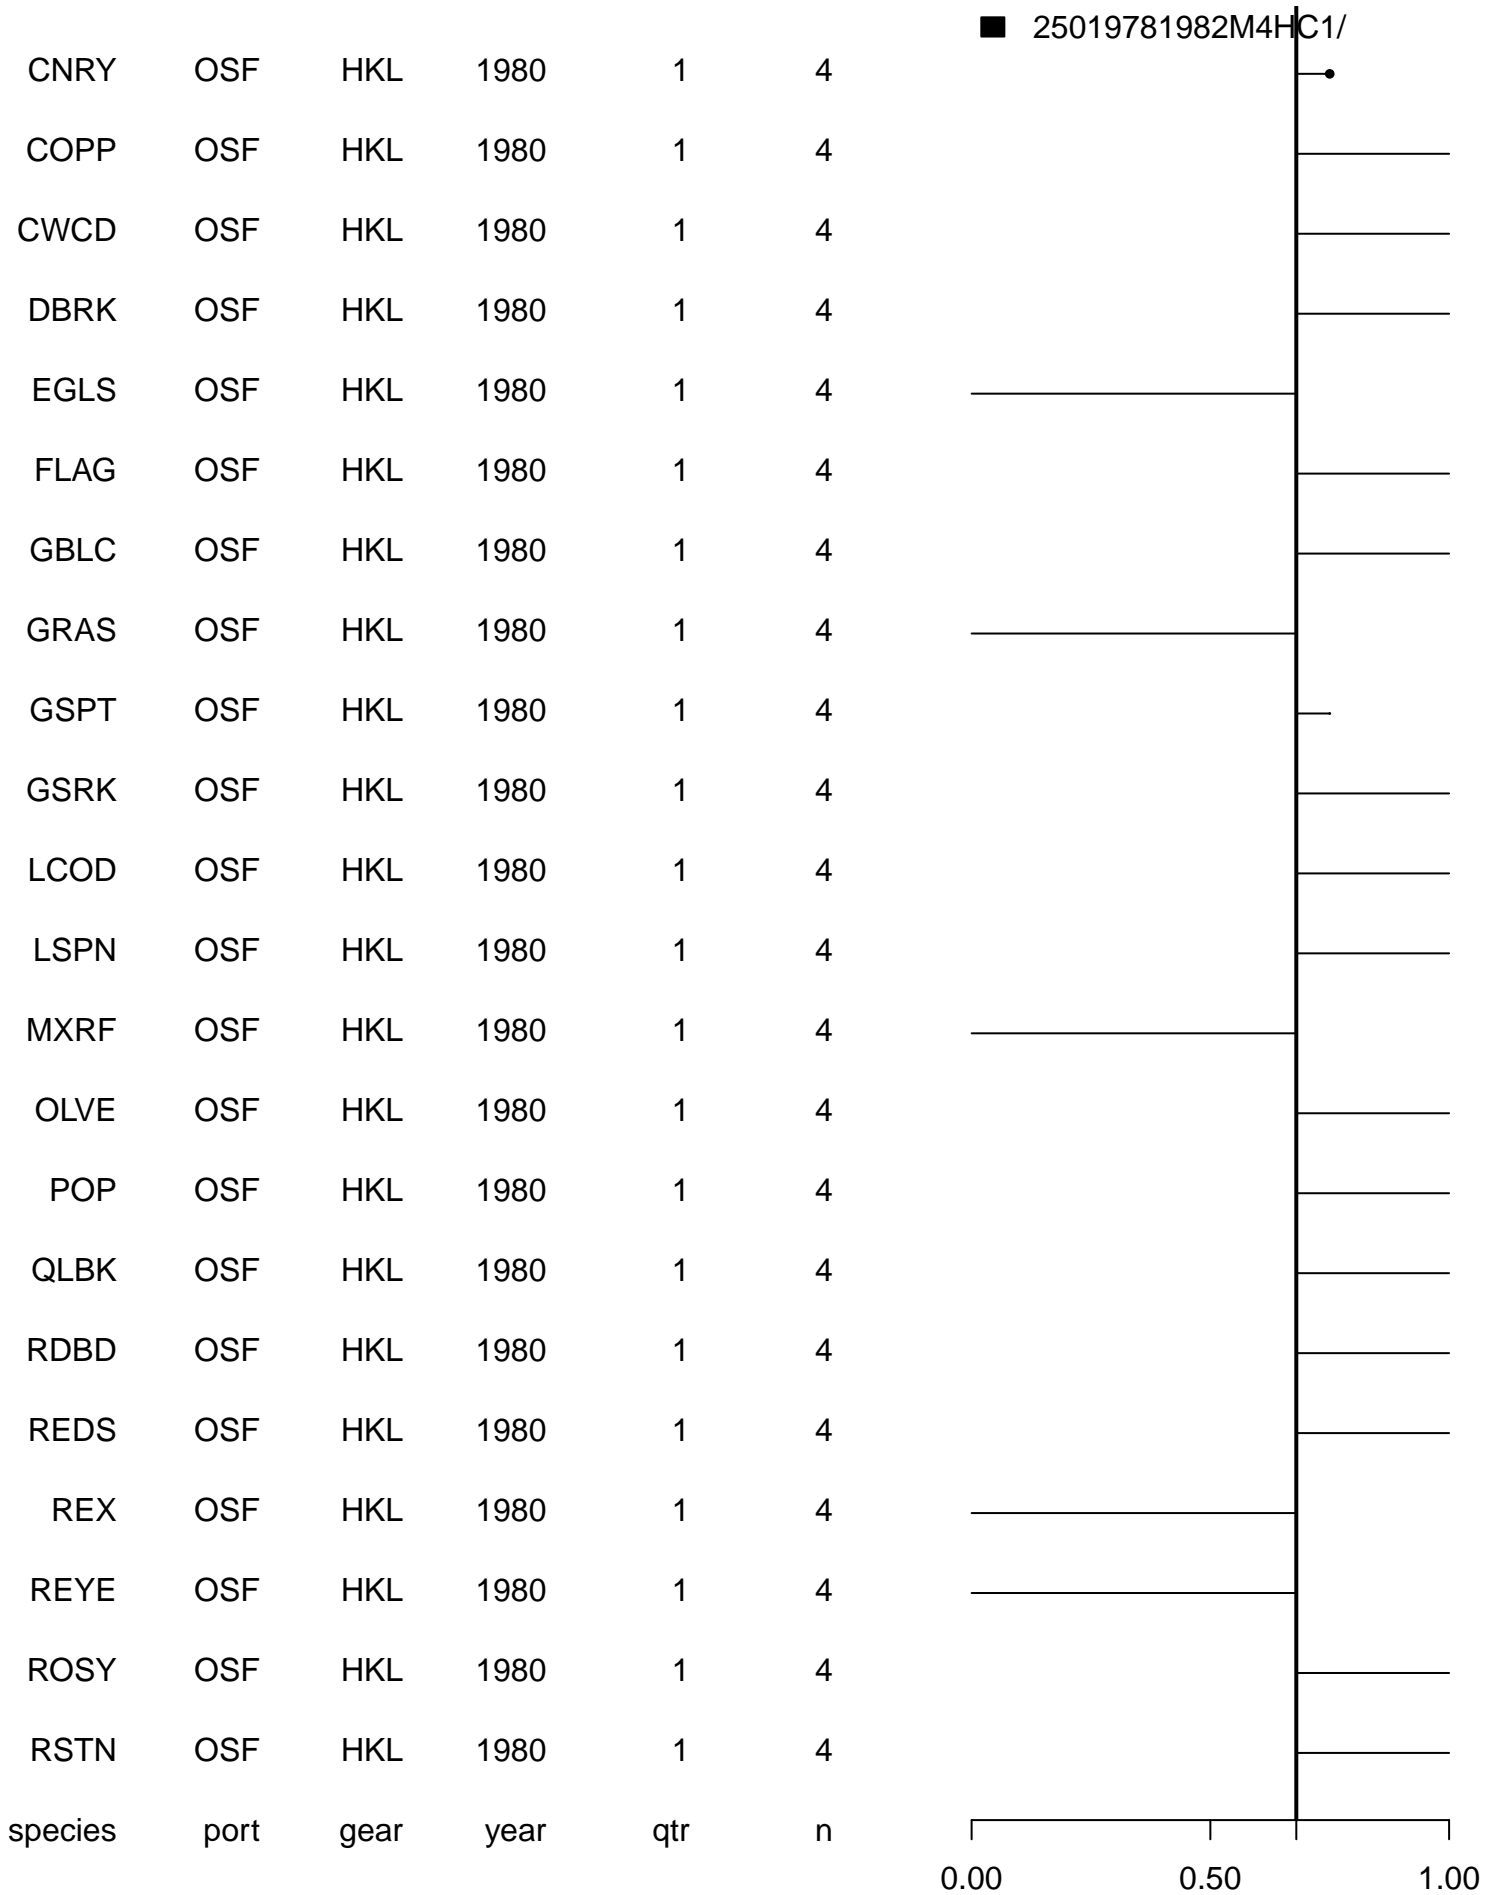 25019781982M4HC1/
CNRY OSF HKL 1980 1 4
COPP OSF HKL 1980 1 4
CWCD OSF HKL 1980 1 4
DBRK OSF HKL 1980 1 4
EGLS OSF HKL 1980 1 4
FLAG OSF HKL 1980 1 4
GBLC OSF HKL 1980 1 4
GRAS OSF HKL 1980 1 4
GSPT OSF HKL 1980 1 4
GSRK OSF HKL 1980 1 4
LCOD OSF HKL 1980 1 4
LSPN OSF HKL 1980 1 4
MXRF OSF HKL 1980 1 4
OLVE OSF HKL 1980 1 4
POP OSF HKL 1980 1 4
QLBK OSF HKL 1980 1 4
RDBD OSF HKL 1980 1 4
REDS OSF HKL 1980 1 4
REX OSF HKL 1980 1 4
REYE OSF HKL 1980 1 4
ROSY OSF HKL 1980 1 4
RSTN OSF HKL 1980 1 4
species port gear year qtr n
0.00 0.50 1.00